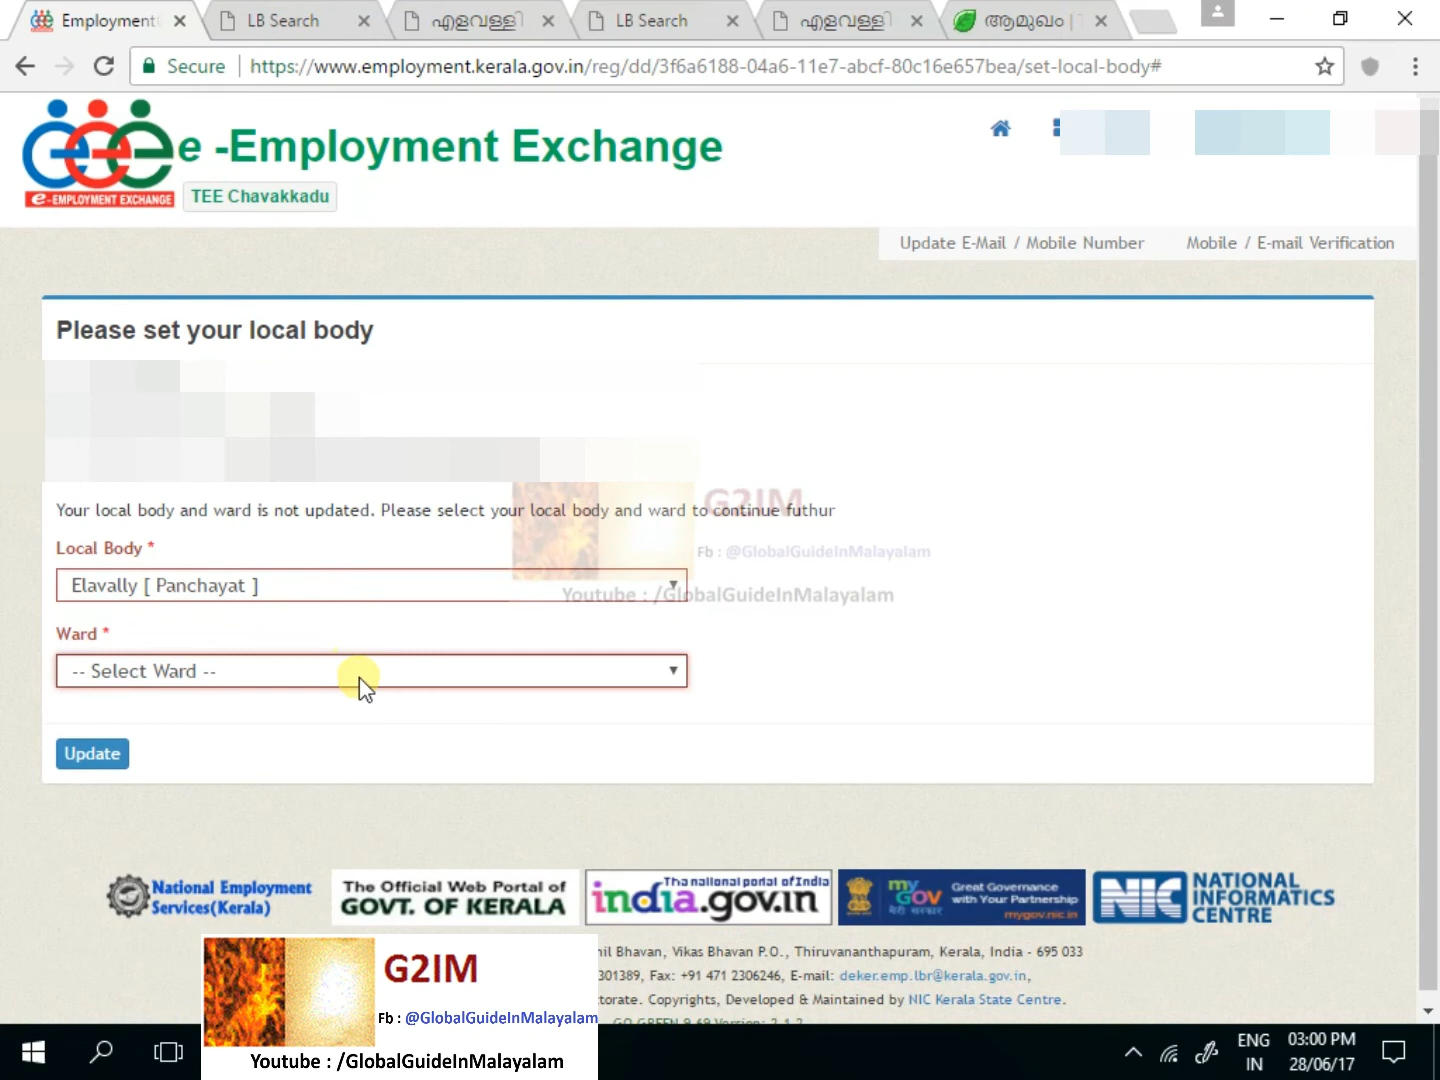 Employment
LB Search
എളവള്ളി
LB Search
എളവള്ളി
ആമുഖം | T
Secure
https://www.employment.kerala.gov.in/reg/dd/3f6a6188-04a6-11e7-abcf-80c16e657bea/set-local-body#
e -Employment Exchange
e-EMPLOYMENT EXCHANGE
TEE Chavakkadu
Update E-Mail / Mobile Number
Mobile / E-mail Verification
Please set your local body
G2IM
Your local body and ward is not updated. Please select your local body and ward to continue futhur
Local Body *
Fb : @GlobalGuideInMalayalam
Elavally [ Panchayat ]
Youtube : /GlobalGuideInMalayalam
Ward *
-- Select Ward --
Update
National Employment
Services(Kerala)
The Official Web Portal of
GOVT. OF KERALA
The national portal of India
india.gov.in
my
GOV
मेरी सरकार
Great Governance
with Your Partnership
mygov.nic.in
NIC
NATIONAL
INFORMATICS
CENTRE
Bhavan, Vikas Bhavan P.O., Thiruvananthapuram, Kerala, India - 695 033
301389, Fax: +91 471 2306246, E-mail: deker.emp.lbr@kerala.gov.in,
torate. Copyrights, Developed & Maintained by NIC Kerala State Centre.
G2IM
Fb : @GlobalGuideInMalayalam
Youtube : /GlobalGuideInMalayalam
ENG
IN
03:00 PM
28/06/17